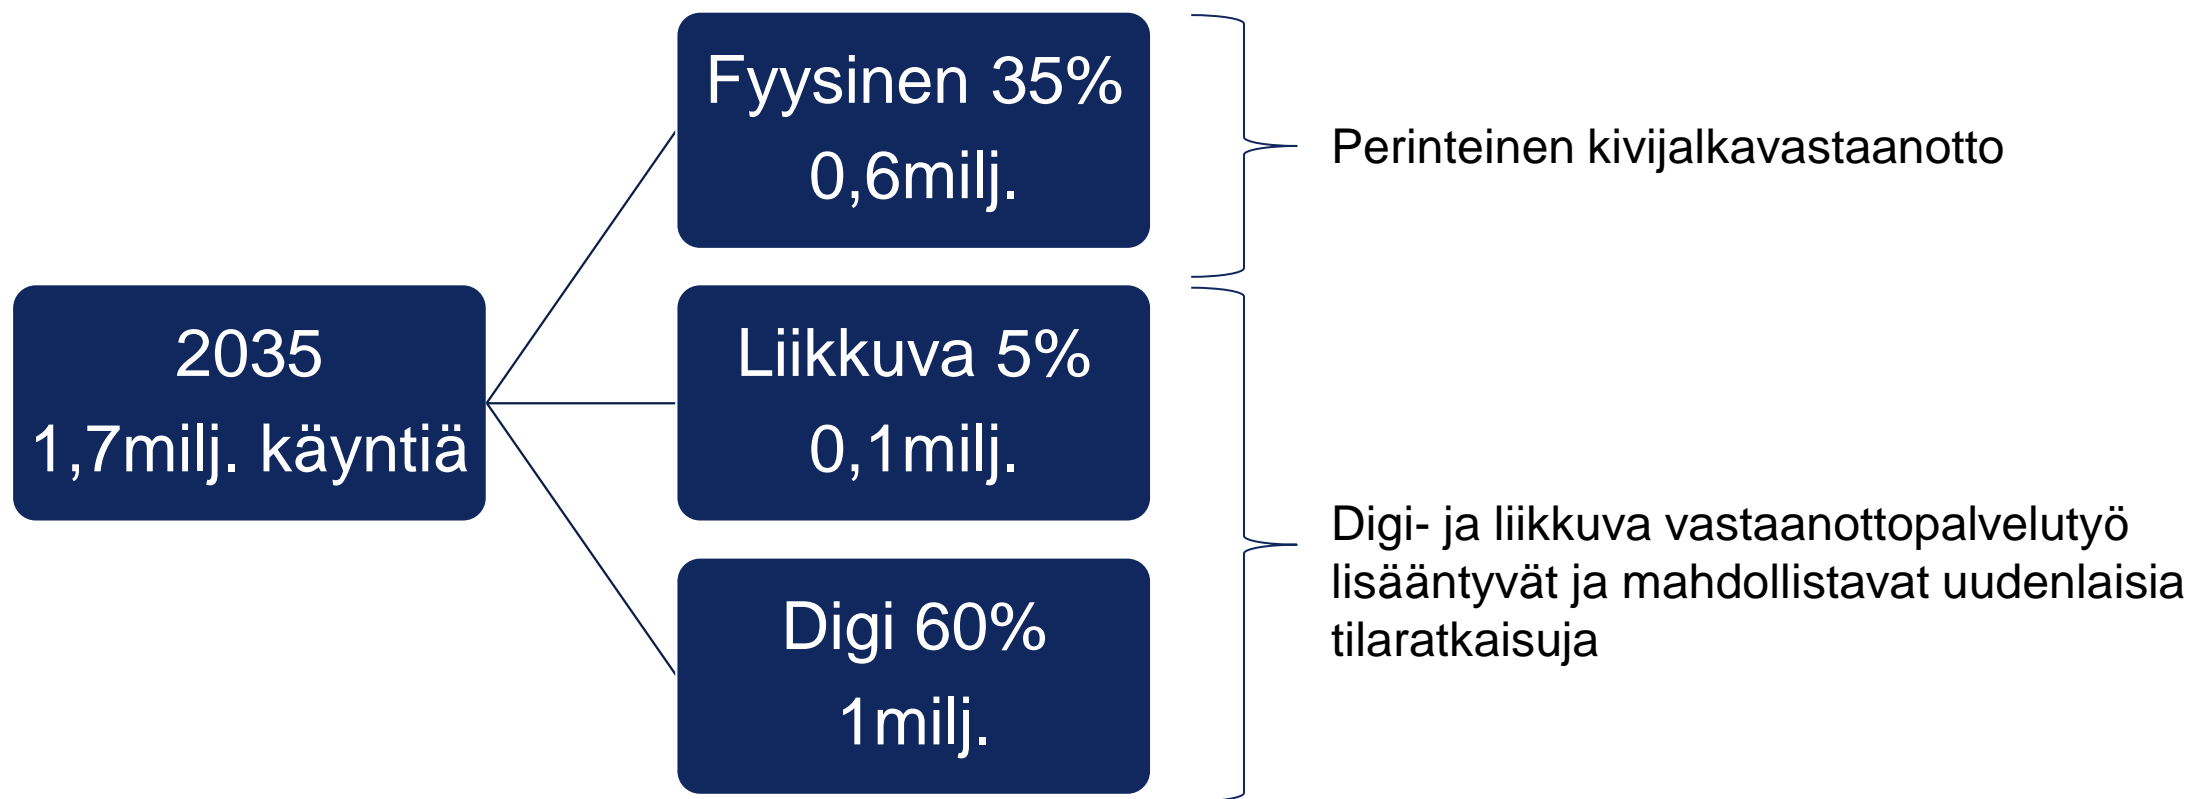 2035
1,7milj. käyntiä
Fyysinen 35%
0,6milj.
Liikkuva 5%
0,1milj.
Digi 60%
1milj.
Perinteinen kivijalkavastaanotto
Digi- ja liikkuva vastaanottopalvelutyö
lisääntyvät ja mahdollistavat uudenlaisia
tilaratkaisuja